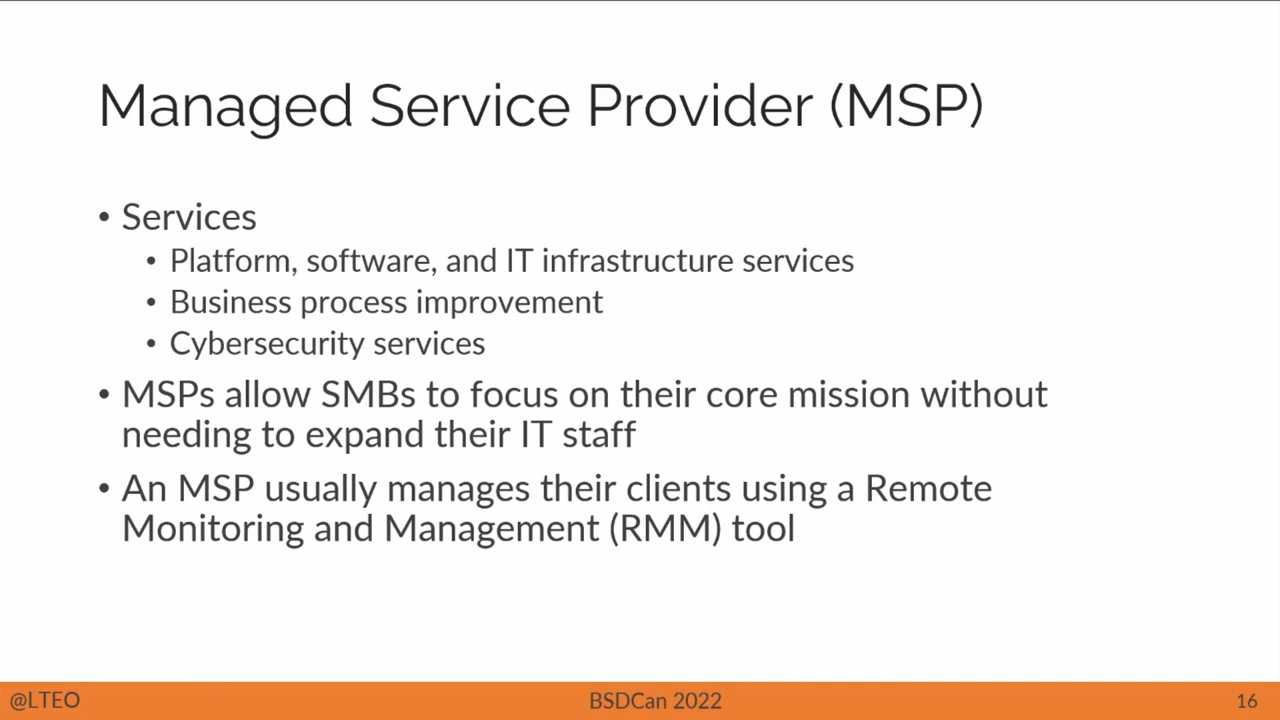 Managed Service Provider (MSP)
• Services
• Platform, software, and IT infrastructure services
• Business process improvement
• Cybersecurity services
• MSPs allow SMBs to focus on their core mission without
needing to expand their IT staff
• An MSP usually manages their clients using a Remote
Monitoring and Management (RMM) tool
@LTEO
BSDCan 2022
16